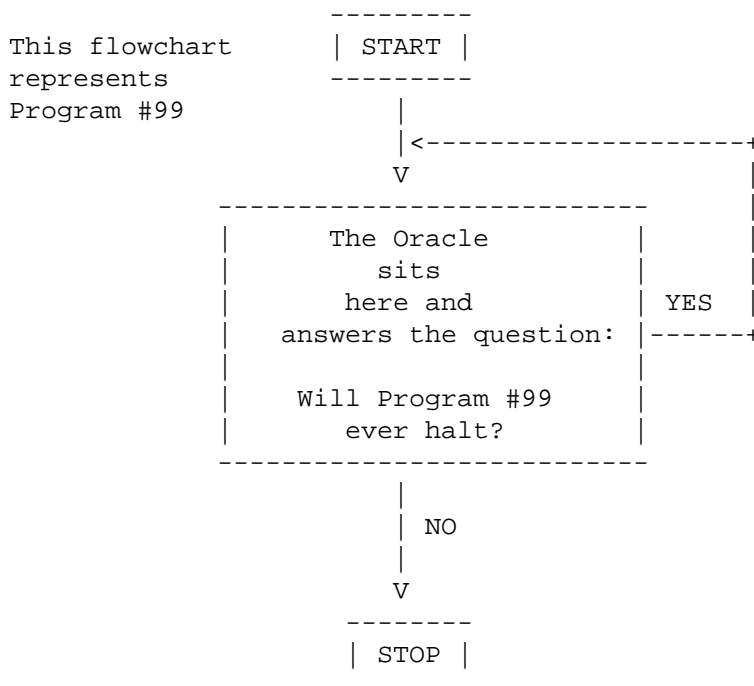 This flowchart
represents
Program #99
START
The Oracle
sits
here and
answers the question:
YES
Will Program #99
ever halt?
NO
STOP